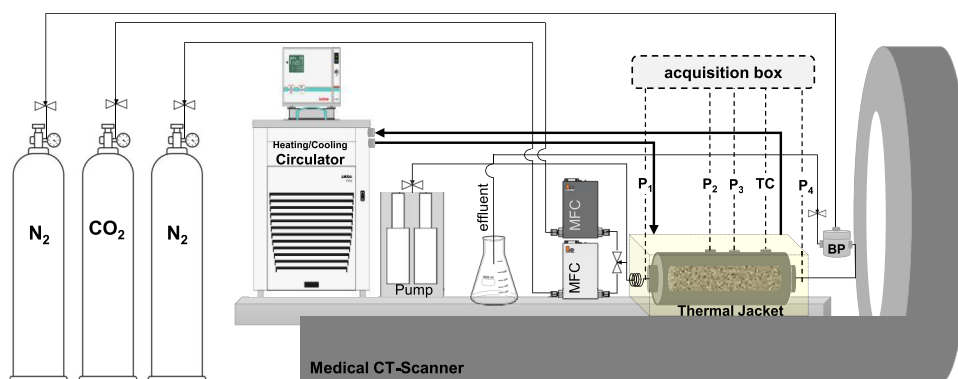 acquisition box
Heating/Cooling
Circulator
P1
P2
P3
TC
P4
effluent
MFC
MFC
N2
CO2
N2
BP
Pump
Thermal Jacket
Medical CT-Scanner